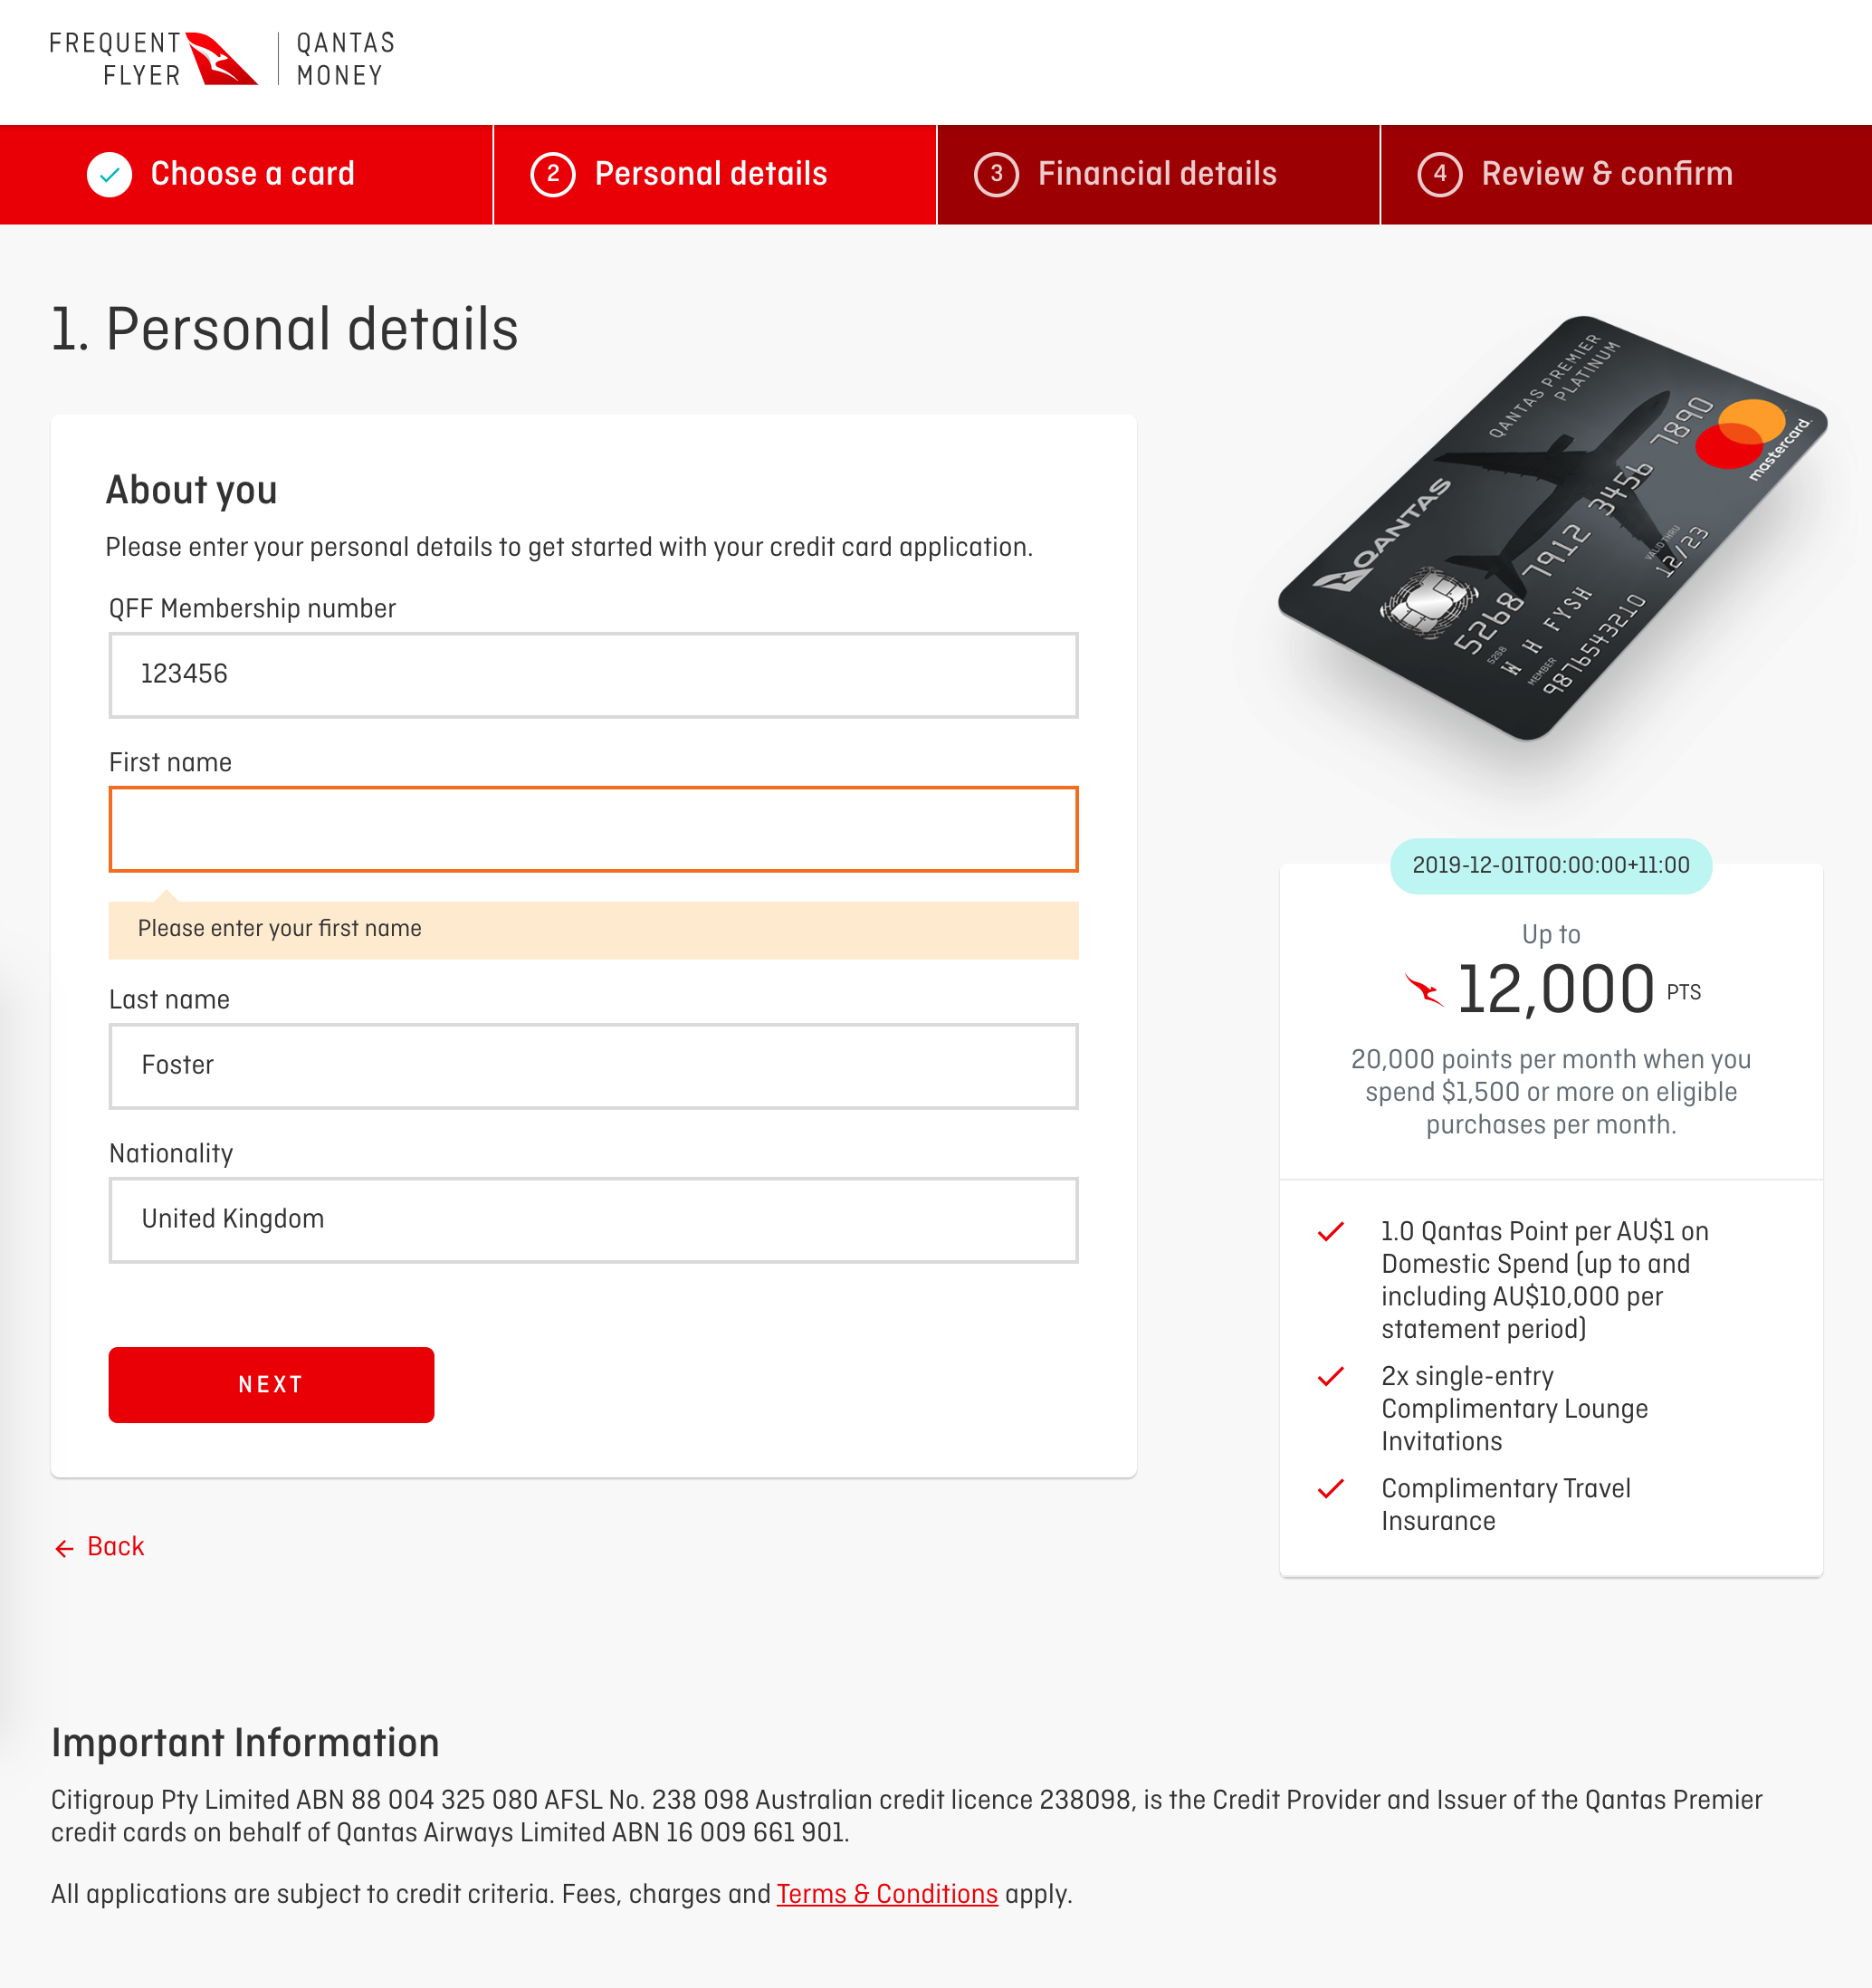 FREQUENT
FLYER
QANTAS
MONEY
Choose a card
2 Personal details
3 Financial details
4 Review & confirm
1. Personal details
About you
Please enter your personal details to get started with your credit card application.
QFF Membership number
123456
First name
Please enter your first name
Last name
Foster
Nationality
United Kingdom
NEXT
Back
QANTAS PREMIER
PLATINUM
mastercard.
QANTAS
5268 7912 3456 7890
5268
VALID THRU
12/23
W H FYSH
MEMBER
9876543210
2019-12-01T00:00:00+11:00
Up to
12,000 PTS
20,000 points per month when you
spend $1,500 or more on eligible
purchases per month.
1.0 Qantas Point per AU$1 on
Domestic Spend (up to and
including AU$10,000 per
statement period)
2x single-entry
Complimentary Lounge
Invitations
Complimentary Travel
Insurance
Important Information
Citigroup Pty Limited ABN 88 004 325 080 AFSL No. 238 098 Australian credit licence 238098, is the Credit Provider and Issuer of the Qantas Premier
credit cards on behalf of Qantas Airways Limited ABN 16 009 661 901.
All applications are subject to credit criteria. Fees, charges and Terms & Conditions apply.